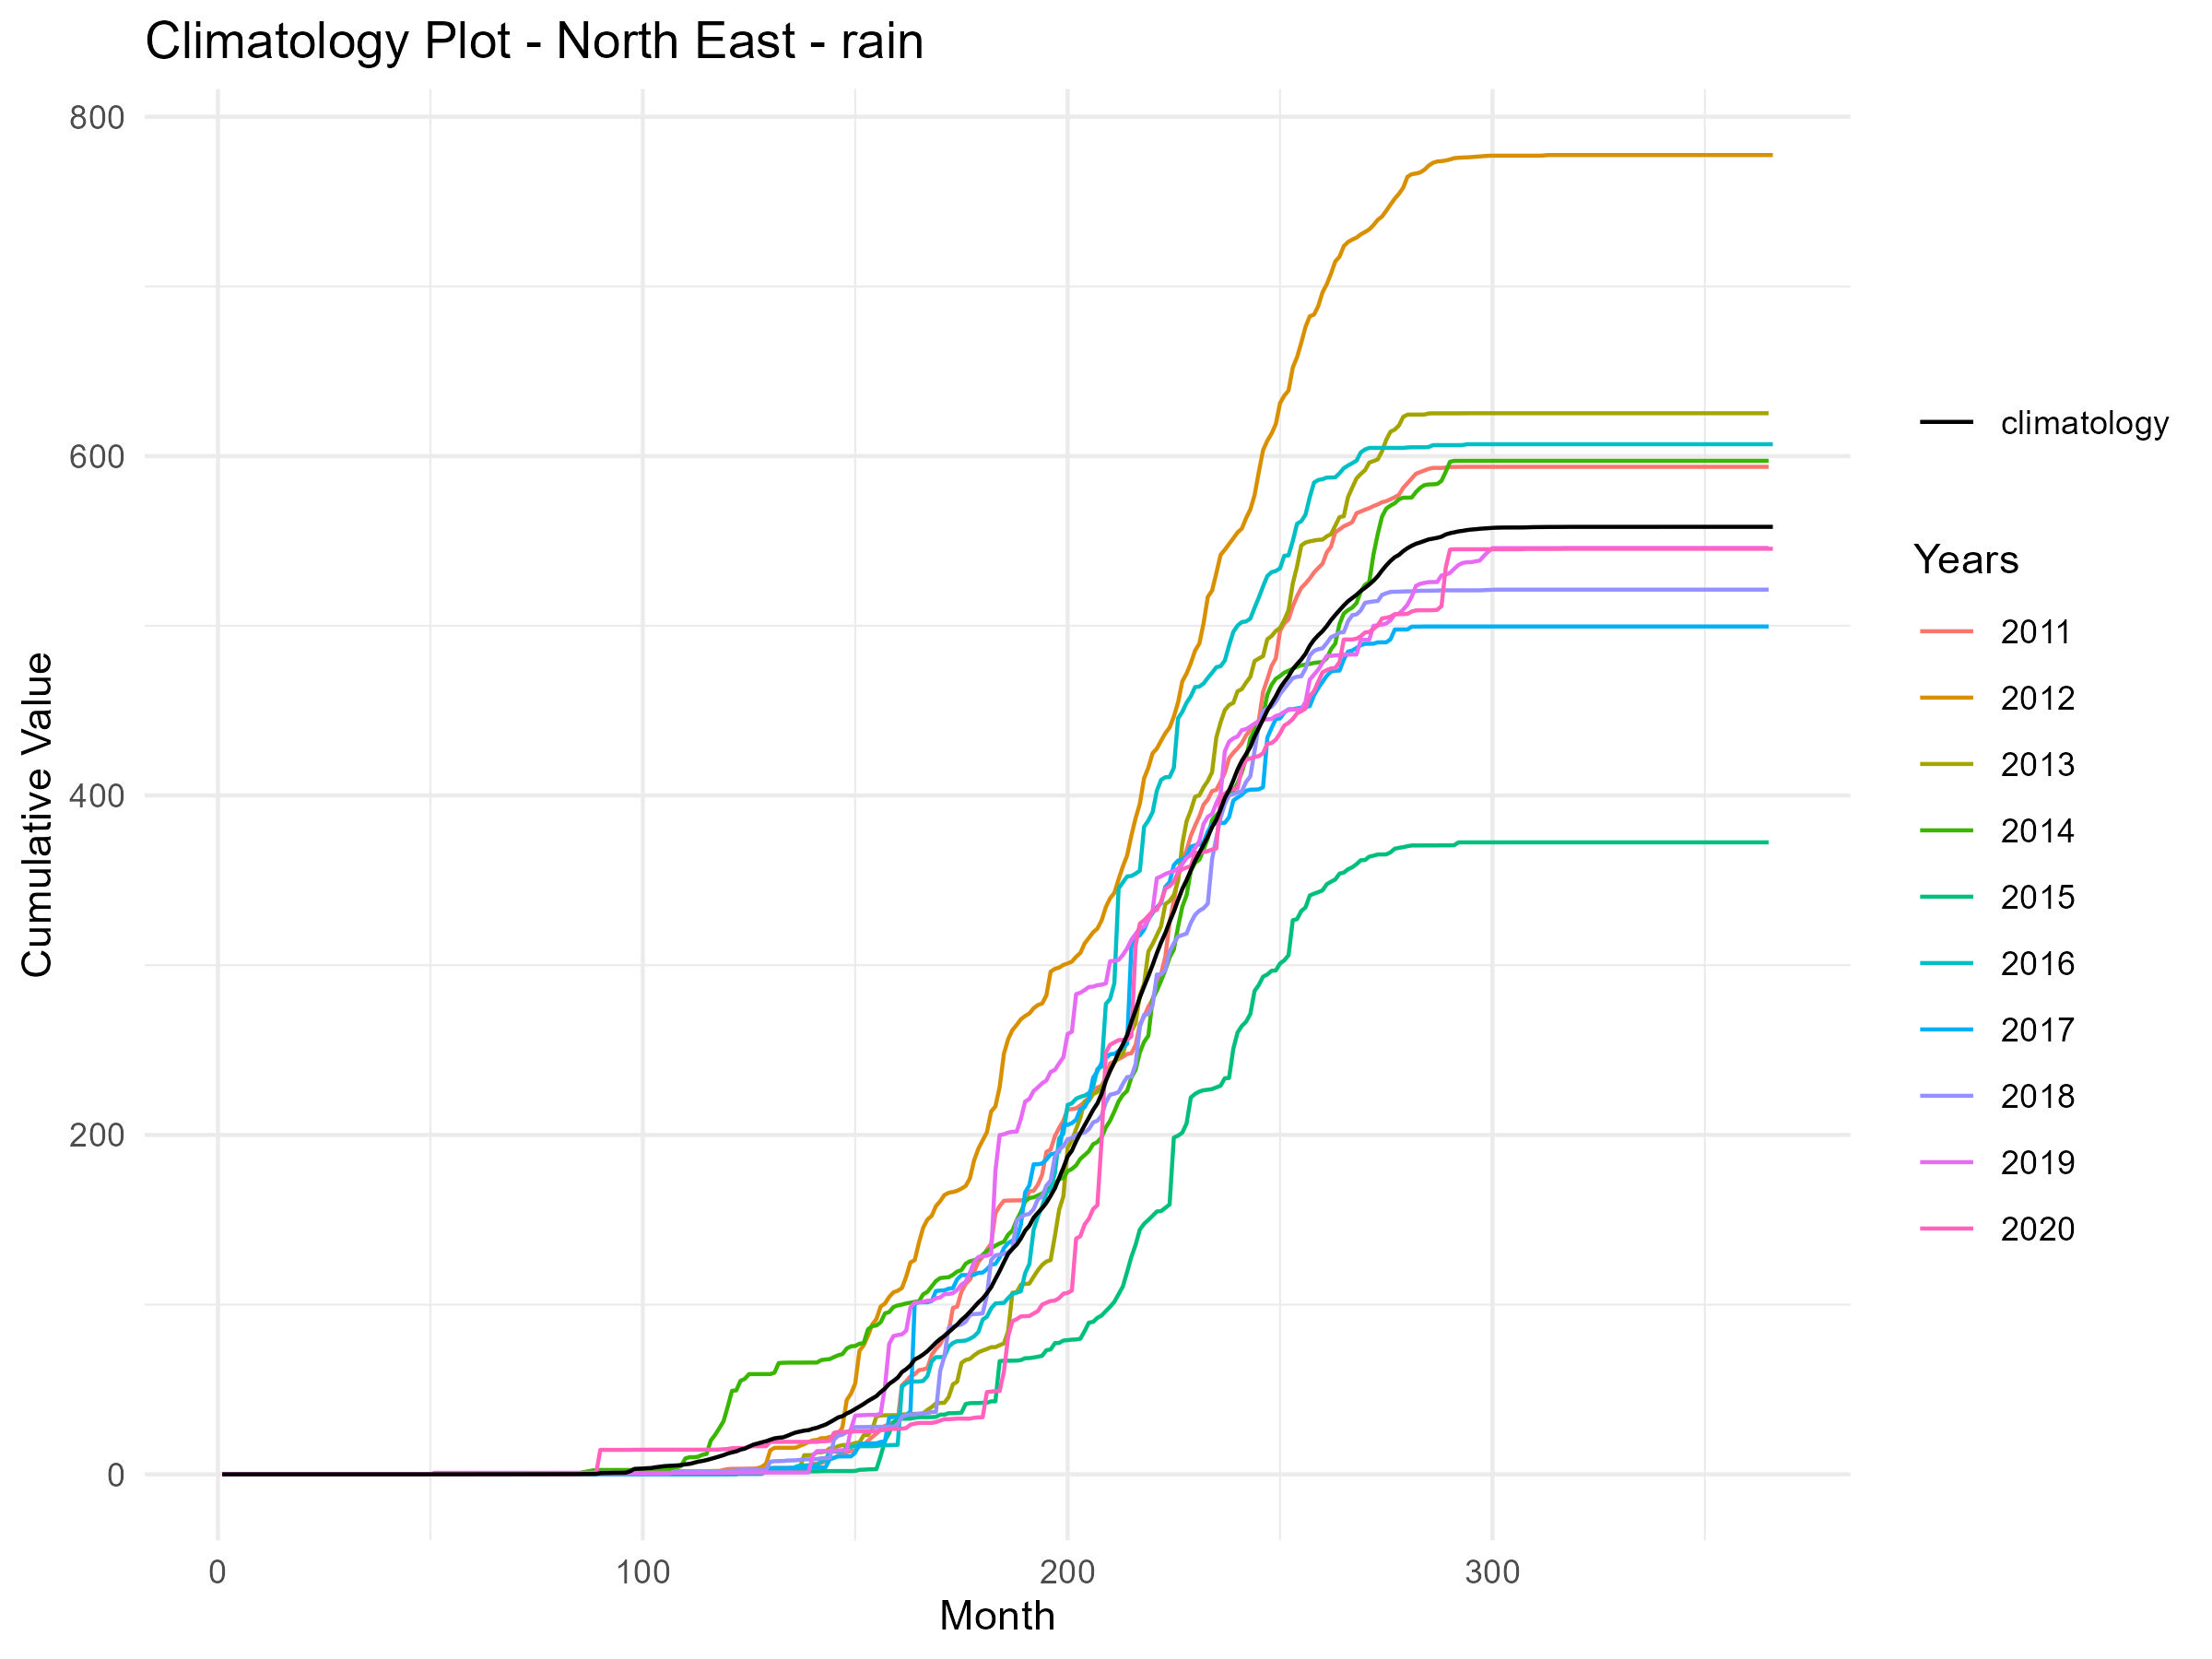 Climatology Plot - North East - rain
800
600
400
200
0
Cumulative Value
0 100 200 300
Month
climatology
Years
2011
2012
2013
2014
2015
2016
2017
2018
2019
2020